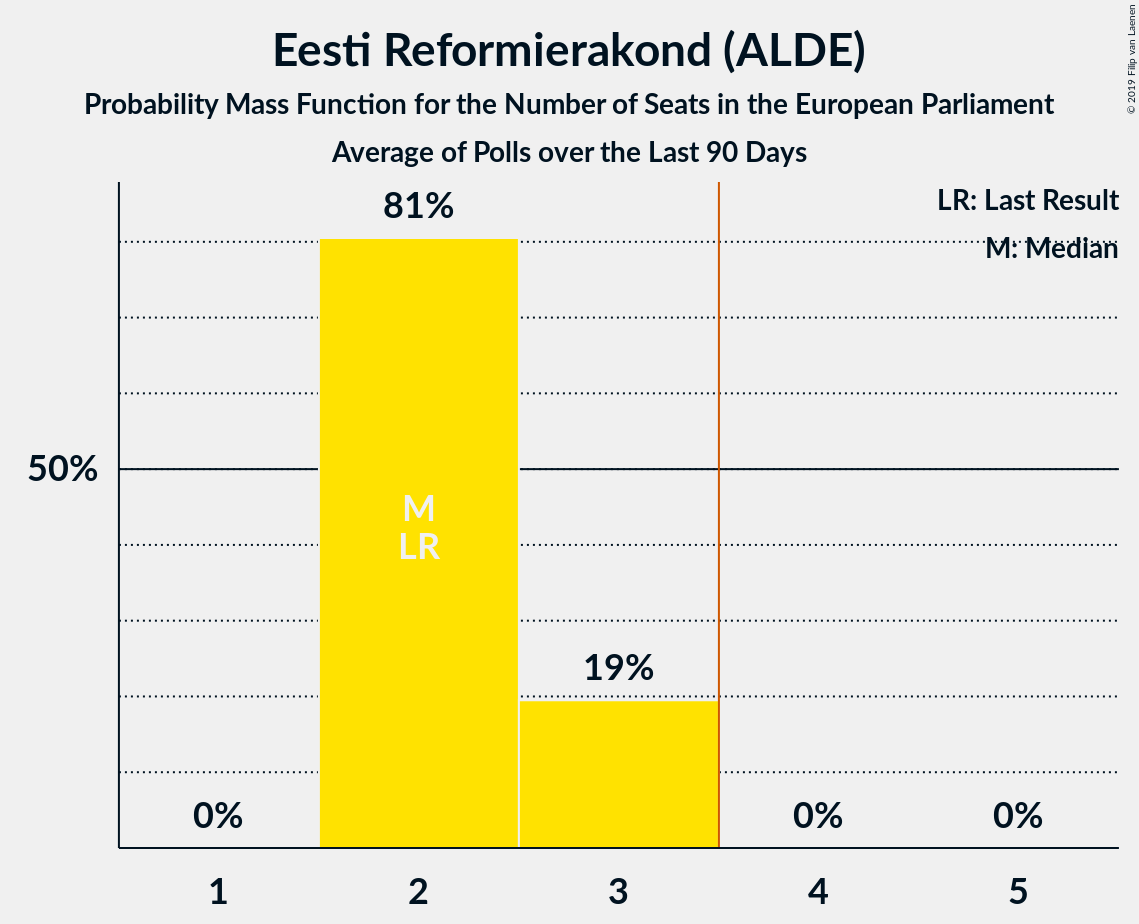 Eesti Reformierakond (ALDE)
Probability Mass Function for the Number of Seats in the European Parliament
Average of Polls over the Last 90 Days
© 2019 Filip van Laenen
LR: Last Result
M: Median
81%
50%
M
LR
19%
0%
0%
0%
1
2
3
4
5